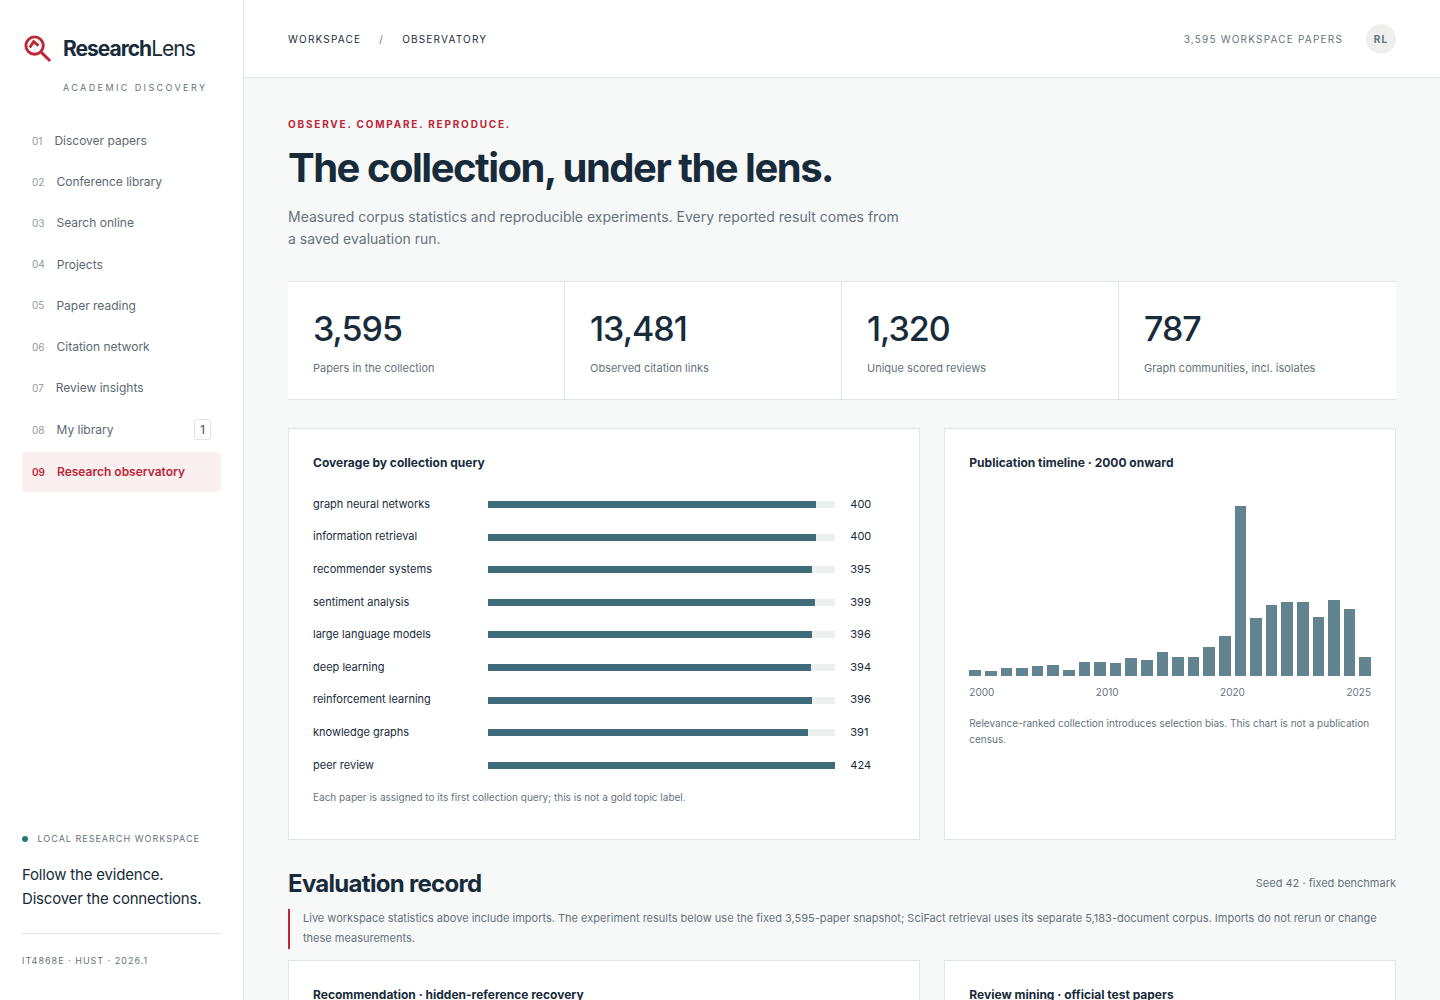 ResearchLens
ACADEMIC DISCOVERY
01 Discover papers
02 Conference library
03 Search online
04 Projects
05 Paper reading
06 Citation network
07 Review insights
08 My library 1
09 Research observatory
LOCAL RESEARCH WORKSPACE
Follow the evidence.
Discover the connections.
IT4868E · HUST · 2026.1
WORKSPACE / OBSERVATORY
3,595 WORKSPACE PAPERS RL
OBSERVE. COMPARE. REPRODUCE.
The collection, under the lens.
Measured corpus statistics and reproducible experiments. Every reported result comes from
a saved evaluation run.
3,595
Papers in the collection
13,481
Observed citation links
1,320
Unique scored reviews
787
Graph communities, incl. isolates
Coverage by collection query
graph neural networks 400
information retrieval 400
recommender systems 395
sentiment analysis 399
large language models 396
deep learning 394
reinforcement learning 396
knowledge graphs 391
peer review 424
Each paper is assigned to its first collection query; this is not a gold topic label.
Publication timeline · 2000 onward
2000 2010 2020 2025
Relevance-ranked collection introduces selection bias. This chart is not a publication
census.
Evaluation record
Seed 42 · fixed benchmark
Live workspace statistics above include imports. The experiment results below use the fixed 3,595-paper snapshot; SciFact retrieval uses its separate 5,183-document corpus. Imports do not rerun or change
these measurements.
Recommendation · hidden-reference recovery
Review mining · official test papers